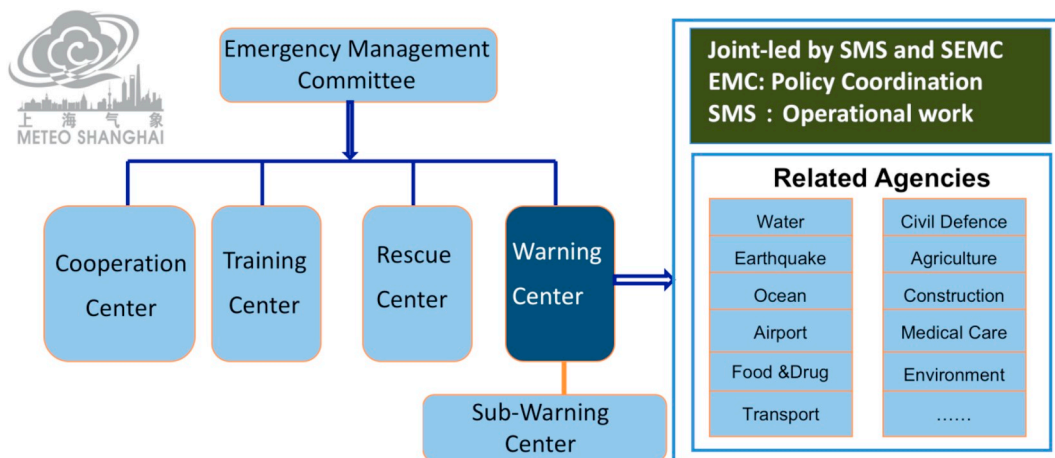 上海气象
METEO SHANGHAI
Emergency Management
Committee
Cooperation
Center
Training
Center
Rescue
Center
Warning
Center
Sub-Warning
Center
Joint-led by SMS and SEMC
EMC: Policy Coordination
SMS：Operational work
Related Agencies
Water
Civil Defence
Earthquake
Agriculture
Ocean
Construction
Airport
Medical Care
Food &Drug
Environment
Transport
……